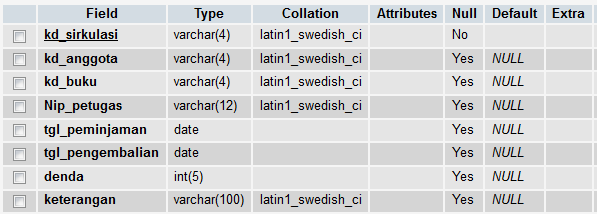 Field Type Collation Attributes Null Default Extra
kd_sirkulasi varchar(4) latin1_swedish_ci No
kd_anggota varchar(4) latin1_swedish_ci Yes NULL
kd_buku varchar(4) latin1_swedish_ci Yes NULL
Nip_petugas varchar(12) latin1_swedish_ci Yes NULL
tgl_peminjaman date Yes NULL
tgl_pengembalian date Yes NULL
denda int(5) Yes NULL
keterangan varchar(100) latin1_swedish_ci Yes NULL